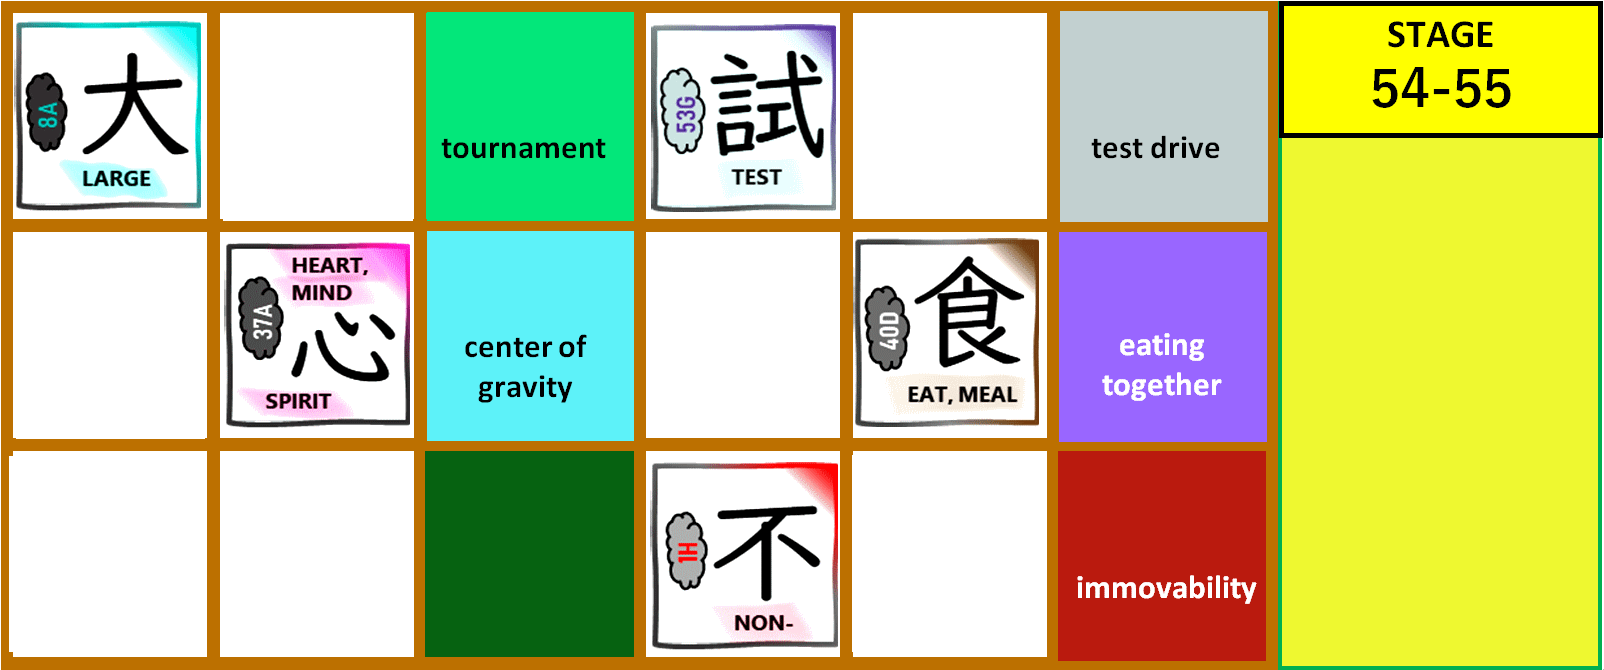 8A
大
LARGE
tournament
53G
試
TEST
test drive
STAGE
54-55
HEART,
MIND
37A
心
SPIRIT
center of
gravity
40D
食
EAT, MEAL
eating
together
1H
不
NON-
immovability